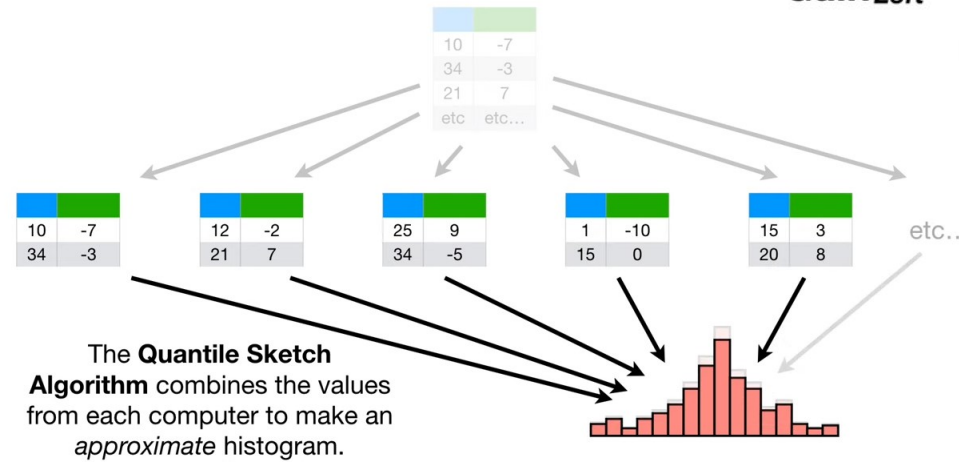 10 -7
34 -3
21 7
etc etc...
10 -7
34 -3
12 -2
21 7
25 9
34 -5
1 -10
15 0
15 3
20 8
etc..
The Quantile Sketch
Algorithm combines the values
from each computer to make an
approximate histogram.